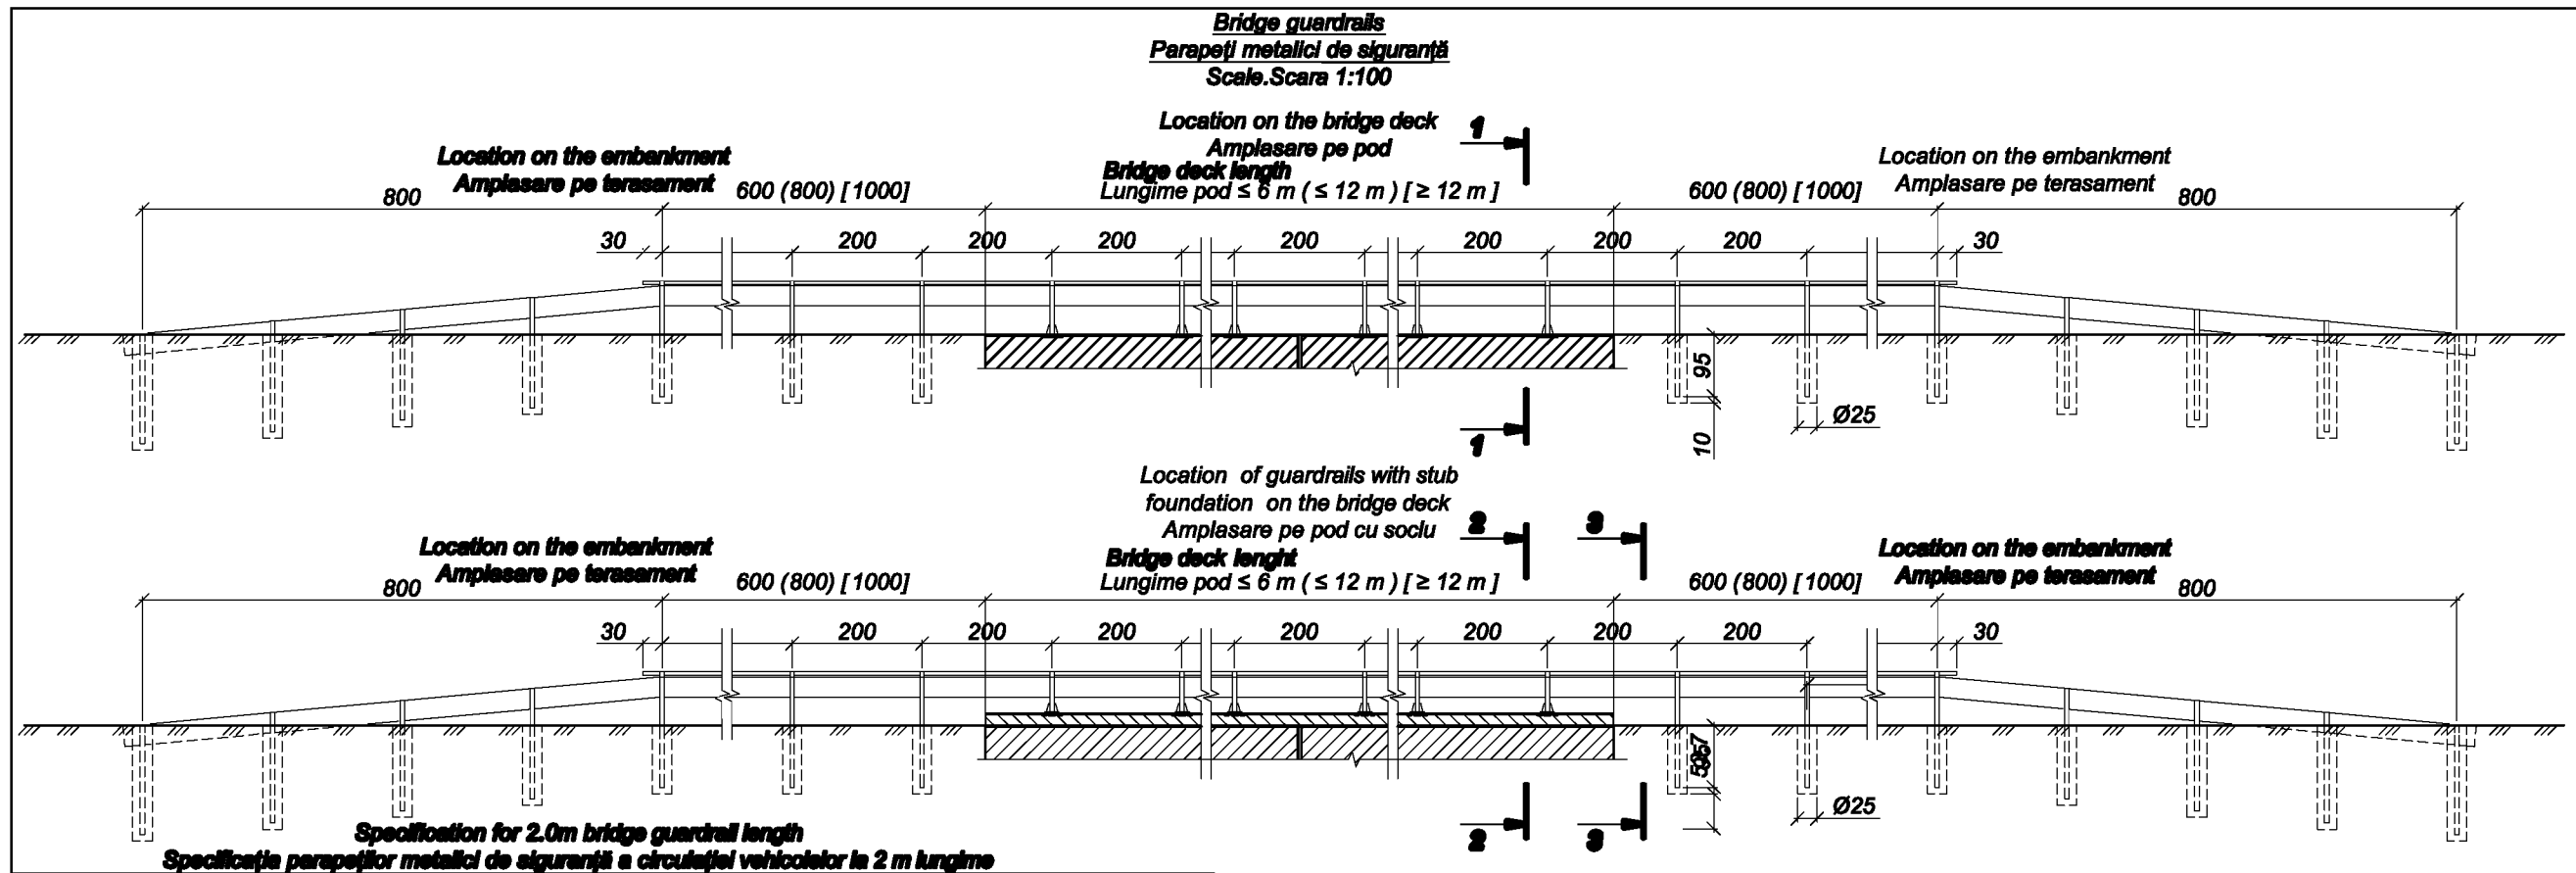 Bridge guardrails
Parapeți metalici de siguranță
Scale.Scara 1:100
Location on the bridge deck
Amplasare pe pod
1
Location on the embankment
Amplasare pe terasament
Bridge deck length
Lungime pod ≤ 6 m ( ≤ 12 m ) [ ≥ 12 m ]
Location on the embankment
Amplasare pe terasament
800 600 (800) [1000] 600 (800) [1000] 800
30 200 200 200 200 200 200 200 30
95
10
Ø25
1
Location of guardrails with stub
foundation on the bridge deck
Amplasare pe pod cu soclu
2 3
Location on the embankment
Amplasare pe terasament
Bridge deck lenght
Lungime pod ≤ 6 m ( ≤ 12 m ) [ ≥ 12 m ]
Location on the embankment
Amplasare pe terasament
800 600 (800) [1000] 600 (800) [1000] 800
30 200 200 200 200 200 200 200 30
Ø25
2 3
Specification for 2.0m bridge guardrail length
Specificația parapeților metalici de siguranță a circulației vehicolelor la 2 m lungime